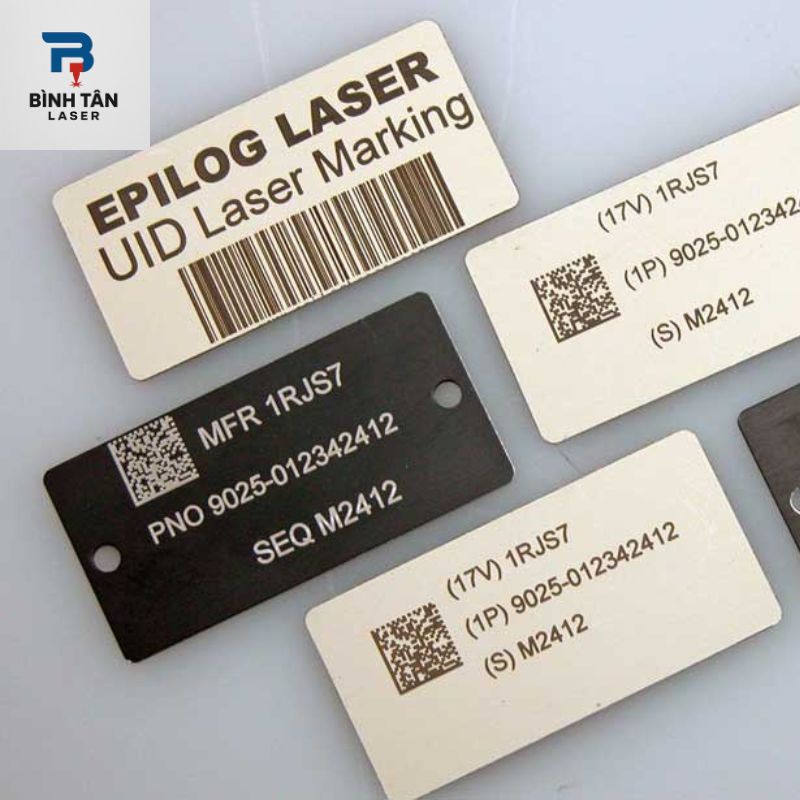 BÌNH TÂN
LASER
EPILOG LASER
UID Laser Marking
(17V) 1RJS7
(1P) 9025-0123424
(S) M2412
MFR 1RJS7
PNO 9025-012342412
SEQ M2412
(17V) 1RJS7
(1P) 9025-012342412
(S) M2412